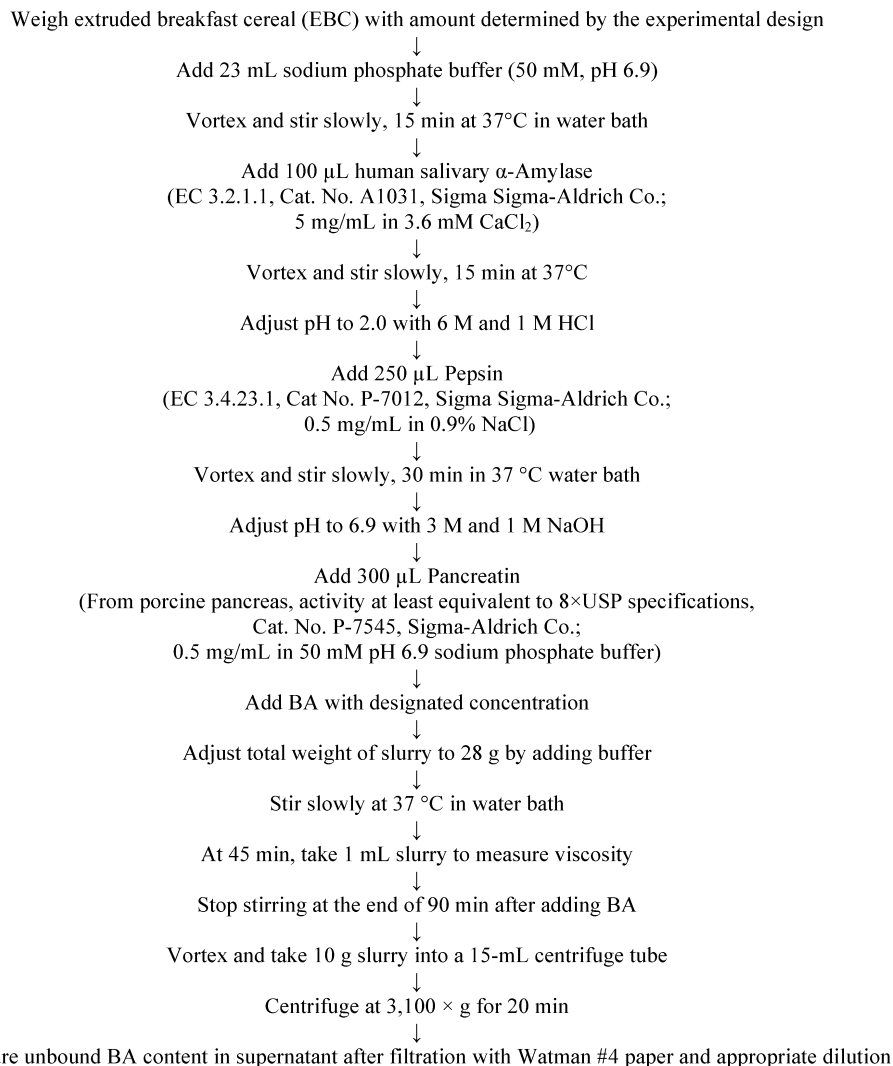 Weigh extruded breakfast cereal (EBC) with amount determined by the experimental design
↓
Add 23 mL sodium phosphate buffer (50 mM, pH 6.9)
↓
Vortex and stir slowly, 15 min at 37°C in water bath
↓
Add 100 µL human salivary α-Amylase
(EC 3.2.1.1, Cat. No. A1031, Sigma Sigma-Aldrich Co.;
5 mg/mL in 3.6 mM CaCl₂)
↓
Vortex and stir slowly, 15 min at 37°C
↓
Adjust pH to 2.0 with 6 M and 1 M HCl
↓
Add 250 µL Pepsin
(EC 3.4.23.1, Cat No. P-7012, Sigma Sigma-Aldrich Co.;
0.5 mg/mL in 0.9% NaCl)
↓
Vortex and stir slowly, 30 min in 37 °C water bath
↓
Adjust pH to 6.9 with 3 M and 1 M NaOH
↓
Add 300 µL Pancreatin
(From porcine pancreas, activity at least equivalent to 8×USP specifications,
Cat. No. P-7545, Sigma-Aldrich Co.;
0.5 mg/mL in 50 mM pH 6.9 sodium phosphate buffer)
↓
Add BA with designated concentration
↓
Adjust total weight of slurry to 28 g by adding buffer
↓
Stir slowly at 37 °C in water bath
↓
At 45 min, take 1 mL slurry to measure viscosity
↓
Stop stirring at the end of 90 min after adding BA
↓
Vortex and take 10 g slurry into a 15-mL centrifuge tube
↓
Centrifuge at 3,100 × g for 20 min
↓
re unbound BA content in supernatant after filtration with Watman #4 paper and appropriate dilution